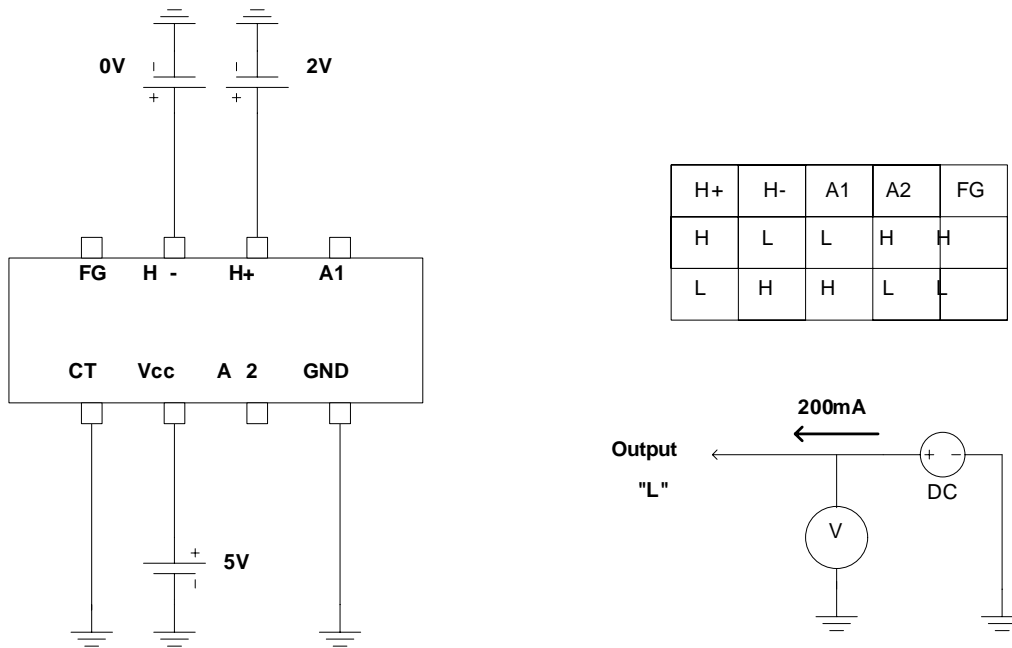 0V
2V
FG H - H+ A1
CT Vcc A 2 GND
5V
H+ H- A1 A2 FG
H L L H H
L H H L L
200mA
Output
"L"
DC
V